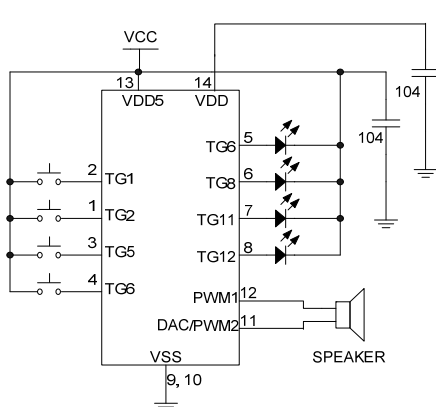 VCC
13 14
VDD5 VDD
104
104
TG6 5
2 TG1
TG8 6
1 TG2
TG11 7
3 TG5
TG12 8
4 TG6
PWM1 12
DAC/PWM2 11
SPEAKER
VSS
9, 10